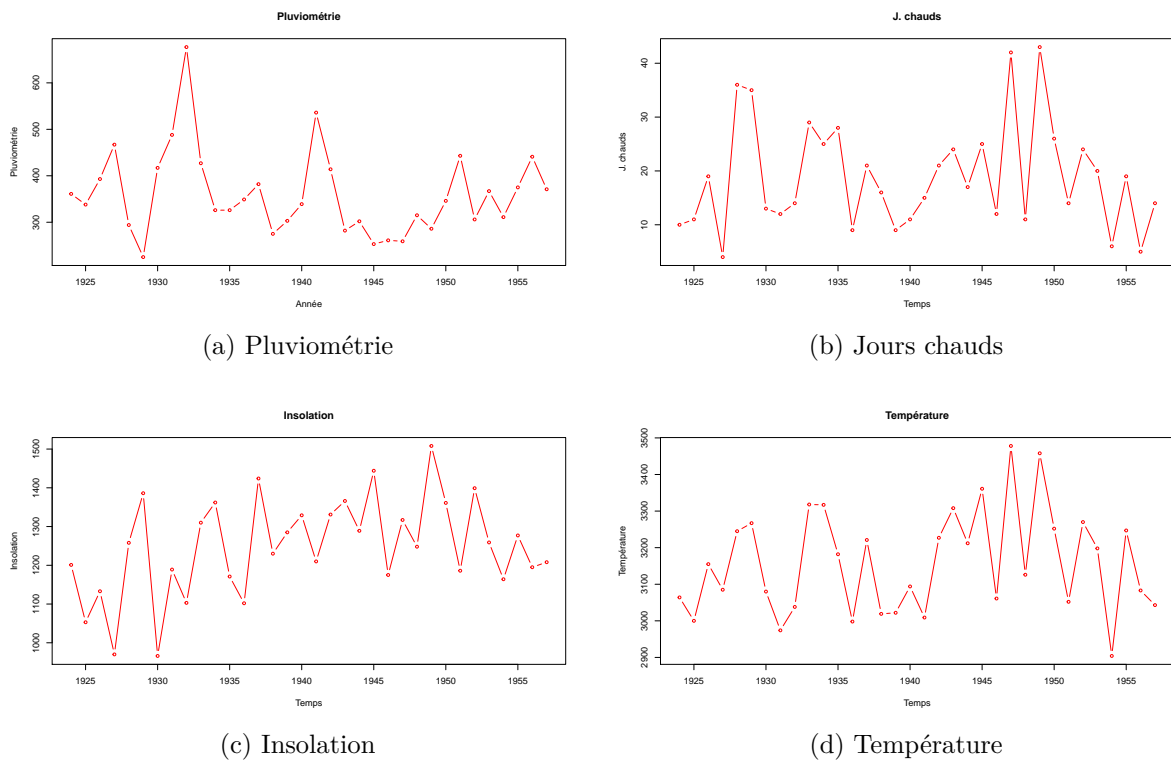 Pluviométrie
Pluviométrie
600
500
400
300
1925 1930 1935 1940 1945 1950 1955
Année
(a) Pluviométrie
J. chauds
J. chauds
40
30
20
10
1925 1930 1935 1940 1945 1950 1955
Temps
(b) Jours chauds
Insolation
Insolation
1500
1400
1300
1200
1100
1000
1925 1930 1935 1940 1945 1950 1955
Temps
(c) Insolation
Température
Température
3500
3400
3300
3200
3100
3000
2900
1925 1930 1935 1940 1945 1950 1955
Temps
(d) Température